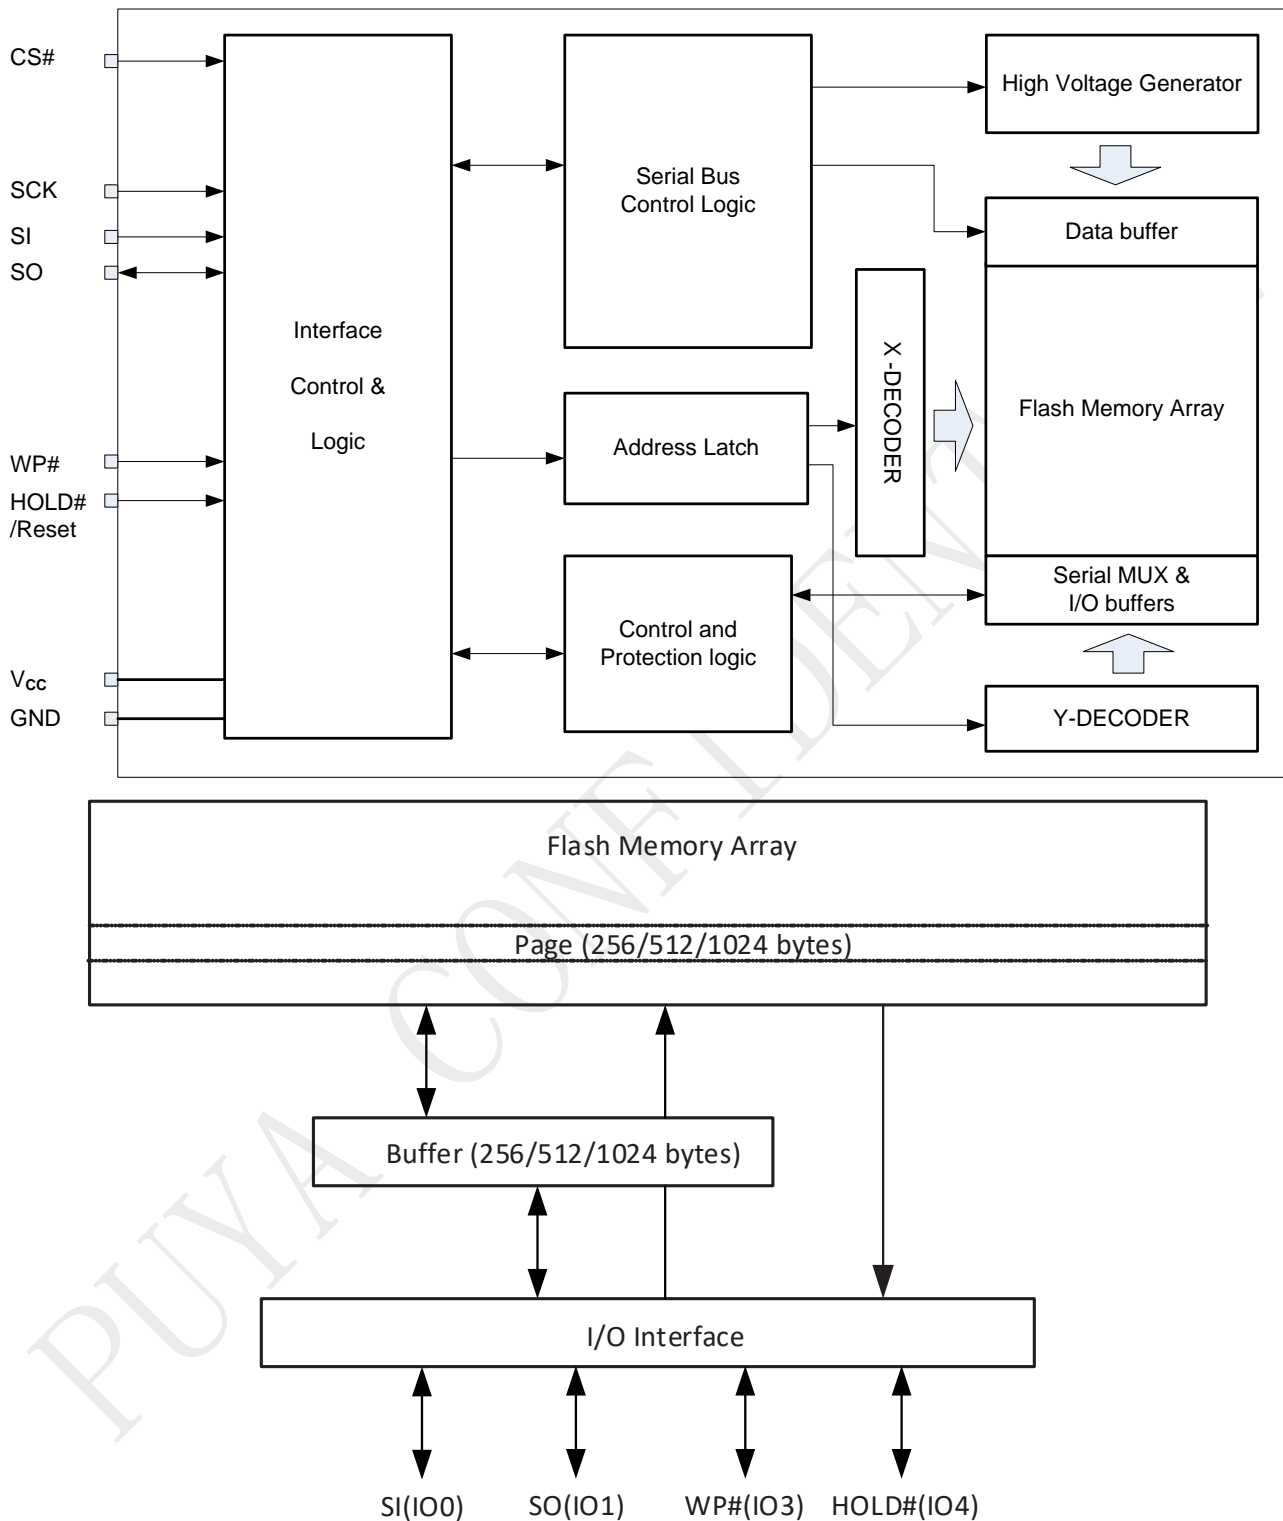 CS#
SCK
SI
SO
WP#
HOLD#
/Reset
Vcc
GND
Interface
Control &
Logic
Serial Bus
Control Logic
Address Latch
Control and
Protection logic
X-DECODER
High Voltage Generator
Data buffer
Flash Memory Array
Serial MUX &
I/O buffers
Y-DECODER
Flash Memory Array
Page (256/512/1024 bytes)
Buffer (256/512/1024 bytes)
I/O Interface
SI(IO0)
SO(IO1)
WP#(IO3)
HOLD#(IO4)
PUYA CONFIDENT